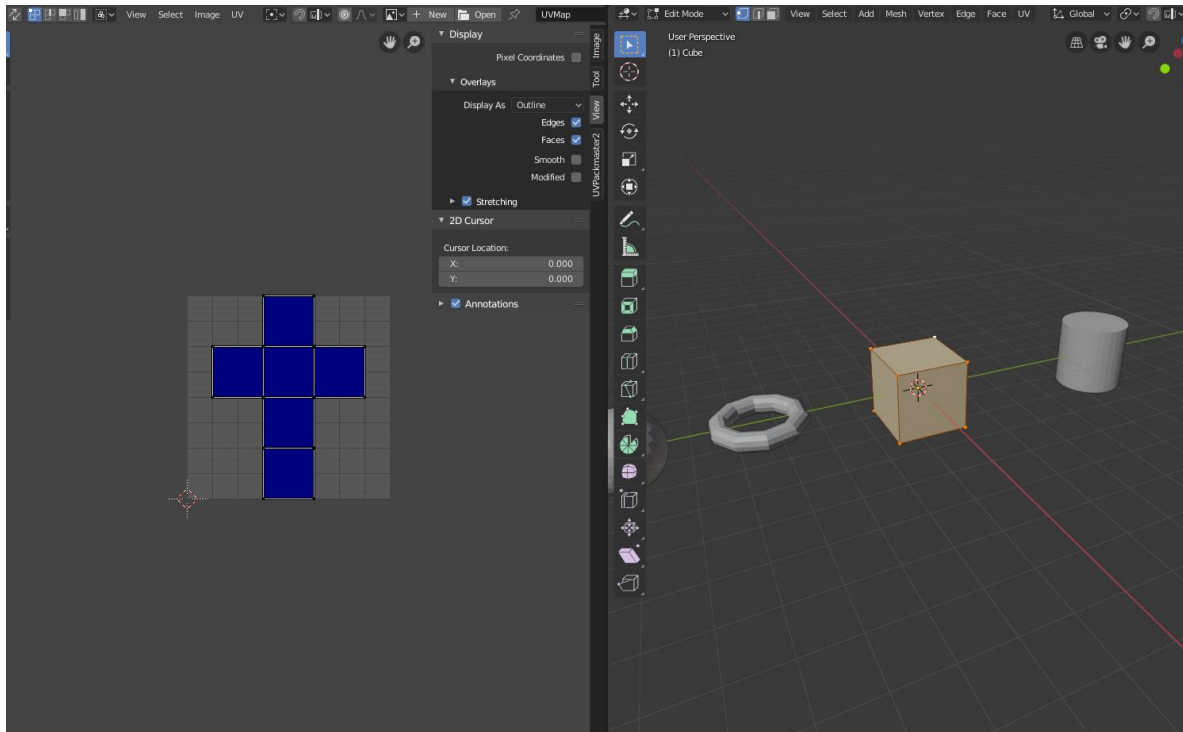 View Select Image UV + New Open UVMap
Display
Pixel Coordinates
Overlays
Display As Outline
Edges
Faces
Smooth
Modified
Stretching
2D Cursor
Cursor Location:
X: 0.000
Y: 0.000
Annotations
Image
Tool
View
UVPackmaster2
Edit Mode View Select Add Mesh Vertex Edge Face UV Global
User Perspective
(1) Cube